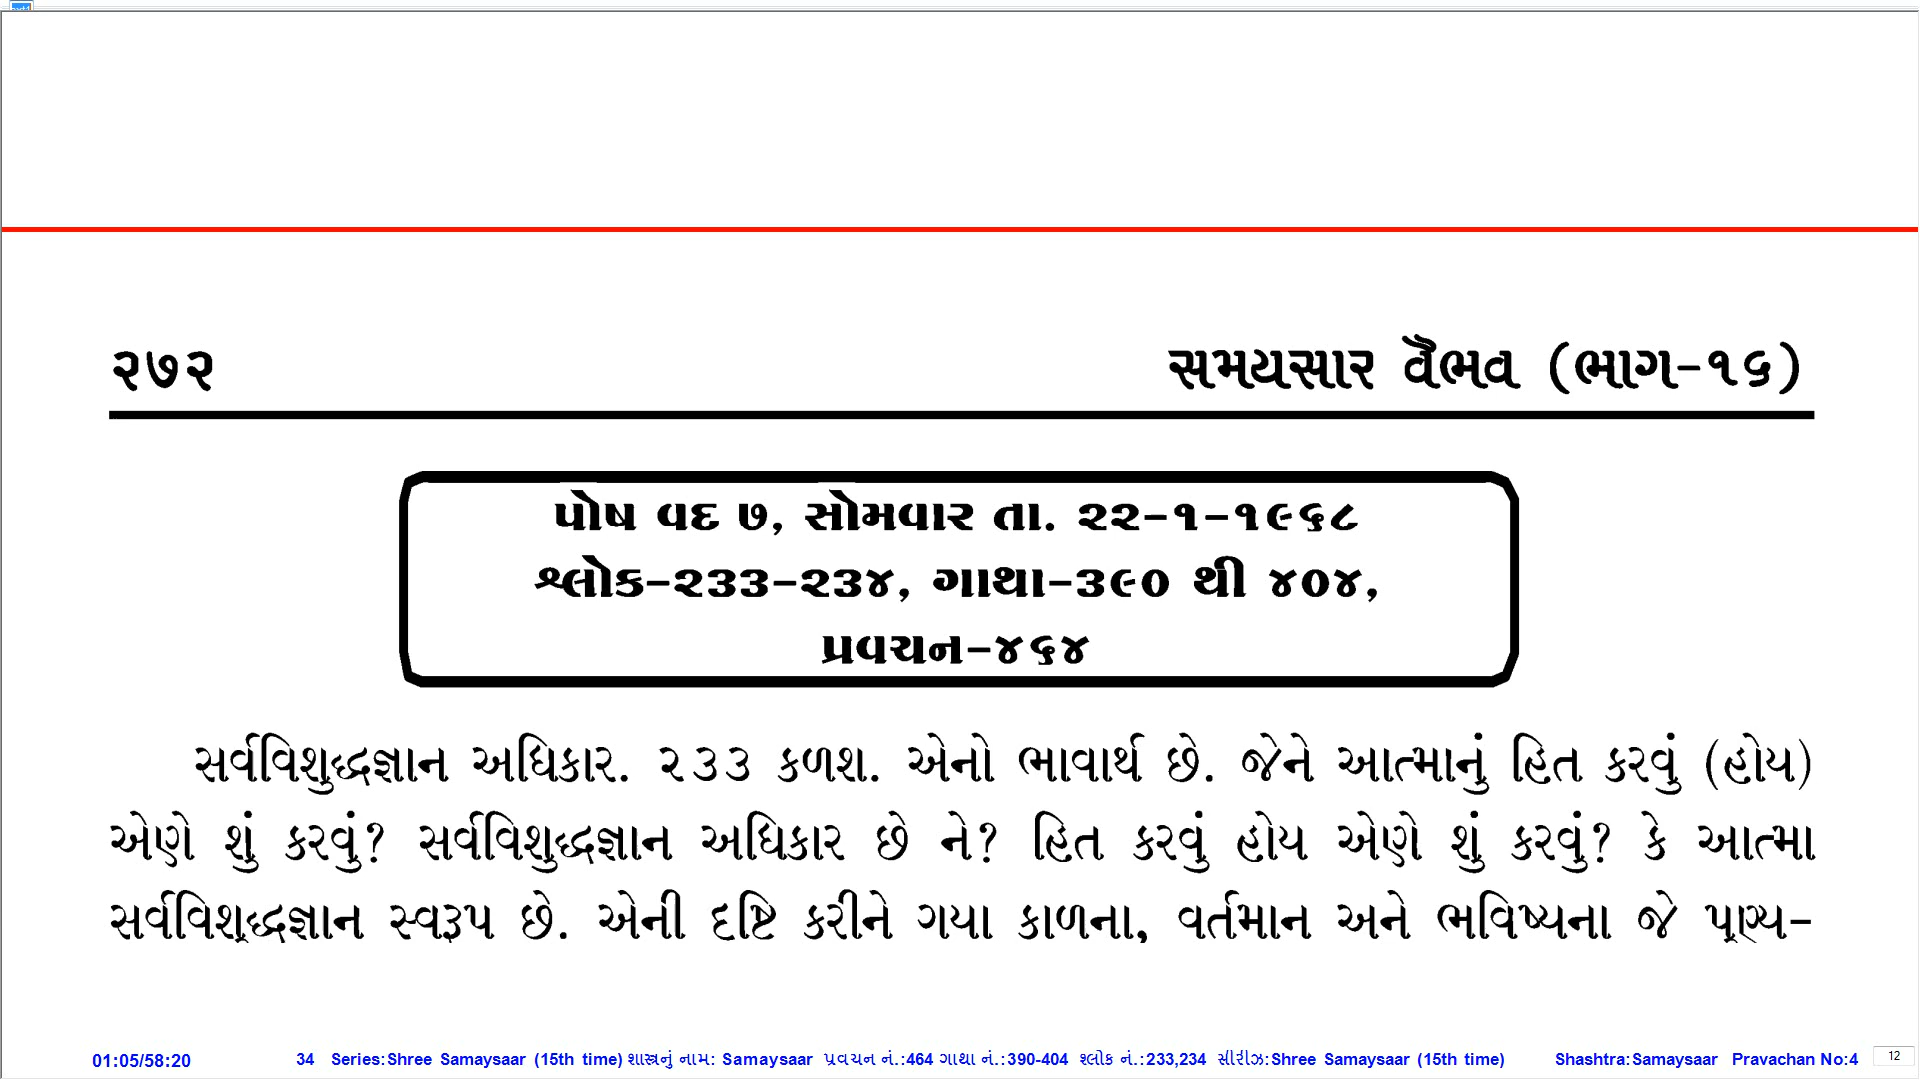 ૨૭૨ સમયસાર વૈભવ (ભાગ-૧૬)
પોષ વદ ૭, સોમવાર તા. ૨૨-૧-૧૯૬૮
શ્લોક-૨૩૩-૨૩૪, ગાથા-૩૯૦ થી ૪૦૪,
પ્રવચન-૪૬૪
સર્વવિશુદ્ધજ્ઞાન અધિકાર. ૨૩૩ કળશ. એનો ભાવાર્થ છે. જેને આત્માનું હિત કરવું (હોય)
એણે શું કરવું? સર્વવિશુદ્ધજ્ઞાન અધિકાર છે ને? હિત કરવું હોય એણે શું કરવું? કે આત્મા
સર્વવિશુદ્ધજ્ઞાન સ્વરૂપ છે. એની દૃષ્ટિ કરીને ગયા કાળના, વર્તમાન અને ભવિષ્યના જે પુણ્ય-
01:05/58:20 34 Series:Shree Samaysaar (15th time) શાસ્ત્રનું નામ: Samaysaar પ્રવચન નં.:464 ગાથા નં.:390-404 શ્લોક નં.:233,234 સીરીઝ:Shree Samaysaar (15th time) Shashtra:Samaysaar Pravachan No:4 12